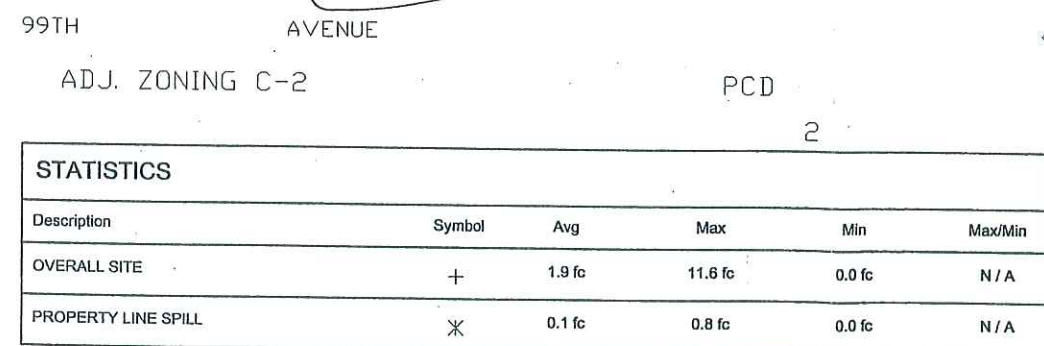 99TH AVENUE
ADJ. ZONING C-2 PCD
2
STATISTICS
Description Symbol Avg Max Min Max/Min
OVERALL SITE + 1.9 fc 11.6 fc 0.0 fc N / A
PROPERTY LINE SPILL Ж 0.1 fc 0.8 fc 0.0 fc N / A